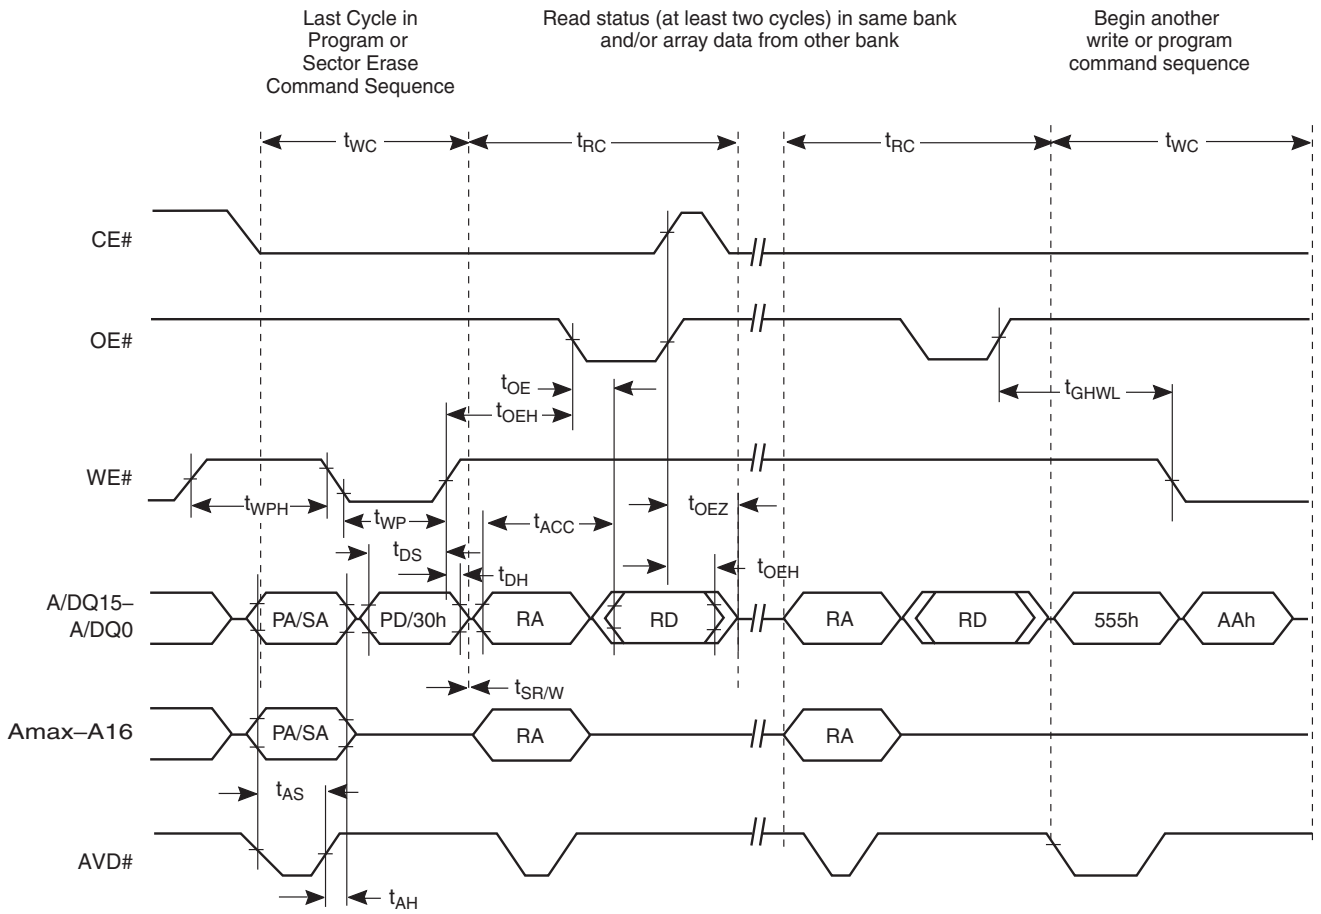 Last Cycle in
Program or
Sector Erase
Command Sequence
Read status (at least two cycles) in same bank
and/or array data from other bank
Begin another
write or program
command sequence
tWC
tRC
tRC
tWC
CE#
OE#
tOE
tOEH
tGHWL
WE#
tWPH
tWP
tACC
tOEZ
tDS
tDH
tOEH
A/DQ15–
A/DQ0
PA/SA
PD/30h
RA
RD
RA
RD
555h
AAh
tSR/W
Amax–A16
PA/SA
RA
RA
tAS
AVD#
tAH